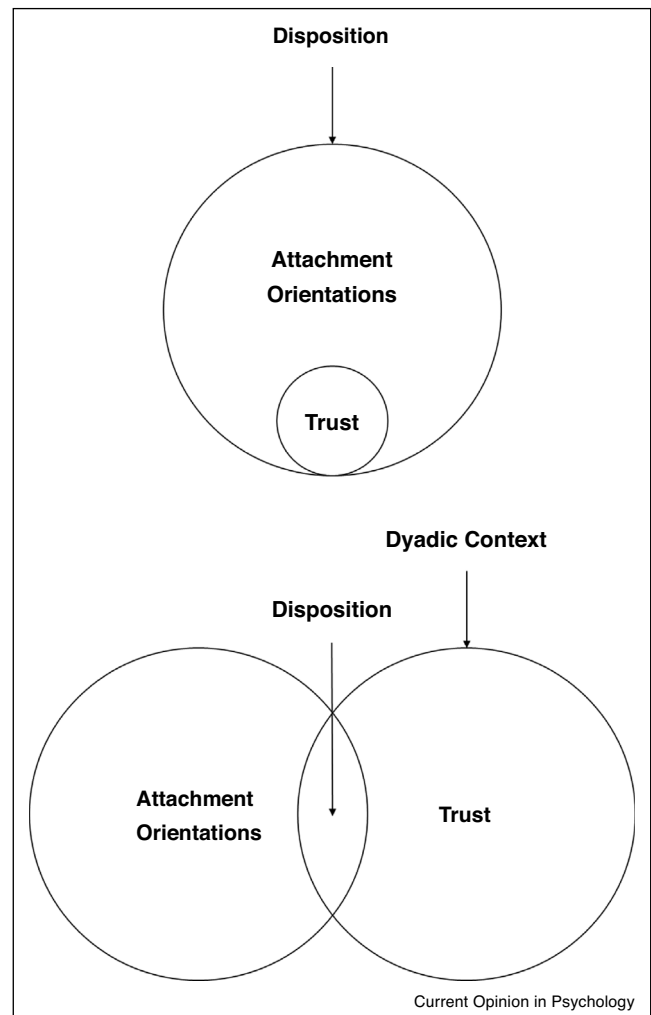 Disposition
Attachment
Orientations
Trust
Dyadic Context
Disposition
Attachment
Orientations
Trust
Current Opinion in Psychology